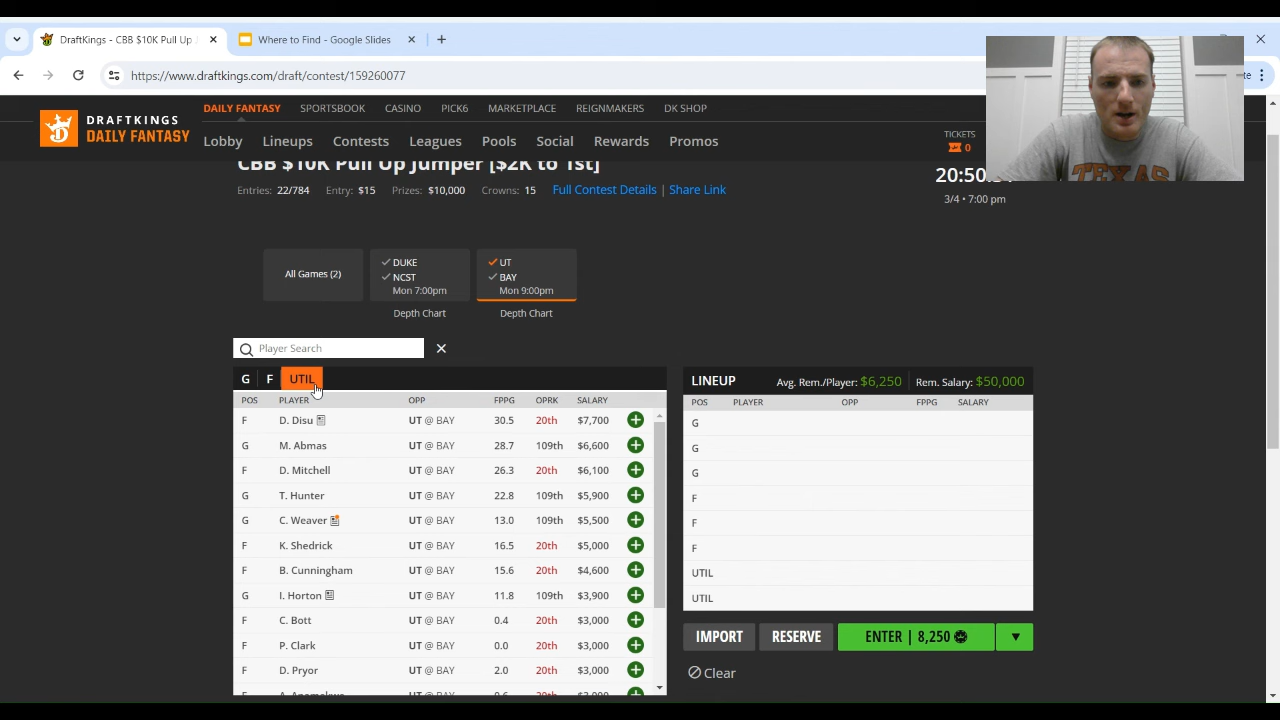 DraftKings - CBB $10K Pull Up
Where to Find - Google Slides
https://www.draftkings.com/draft/contest/159260077
DRAFTKINGS
DAILY FANTASY
DAILY FANTASY SPORTSBOOK CASINO PICK6 MARKETPLACE REIGNMAKERS DK SHOP
Lobby Lineups Contests Leagues Pools Social Rewards Promos
TICKETS
0
TEXAS
CBB $10K Pull Up Jumper [$2K to 1st]
Entries: 22/784 Entry: $15 Prizes: $10,000 Crowns: 15 Full Contest Details | Share Link
3/4 • 7:00 pm
All Games (2)
DUKE
NCST
Mon 7:00pm
Depth Chart
UT
BAY
Mon 9:00pm
Depth Chart
Player Search
G F UTIL
POS PLAYER OPP FPPG OPRK SALARY
F D. Disu UT @ BAY 30.5 20th $7,700
G M. Abmas UT @ BAY 28.7 109th $6,600
F D. Mitchell UT @ BAY 26.3 20th $6,100
G T. Hunter UT @ BAY 22.8 109th $5,900
G C. Weaver UT @ BAY 13.0 109th $5,500
F K. Shedrick UT @ BAY 16.5 20th $5,000
F B. Cunningham UT @ BAY 15.6 20th $4,600
G I. Horton UT @ BAY 11.8 109th $3,900
F C. Bott UT @ BAY 0.4 20th $3,000
F P. Clark UT @ BAY 0.0 20th $3,000
F D. Pryor UT @ BAY 2.0 20th $3,000
LINEUP Avg. Rem./Player: $6,250 Rem. Salary: $50,000
POS PLAYER OPP FPPG SALARY
G
G
G
F
F
F
UTIL
UTIL
IMPORT RESERVE ENTER | 8,250
Clear